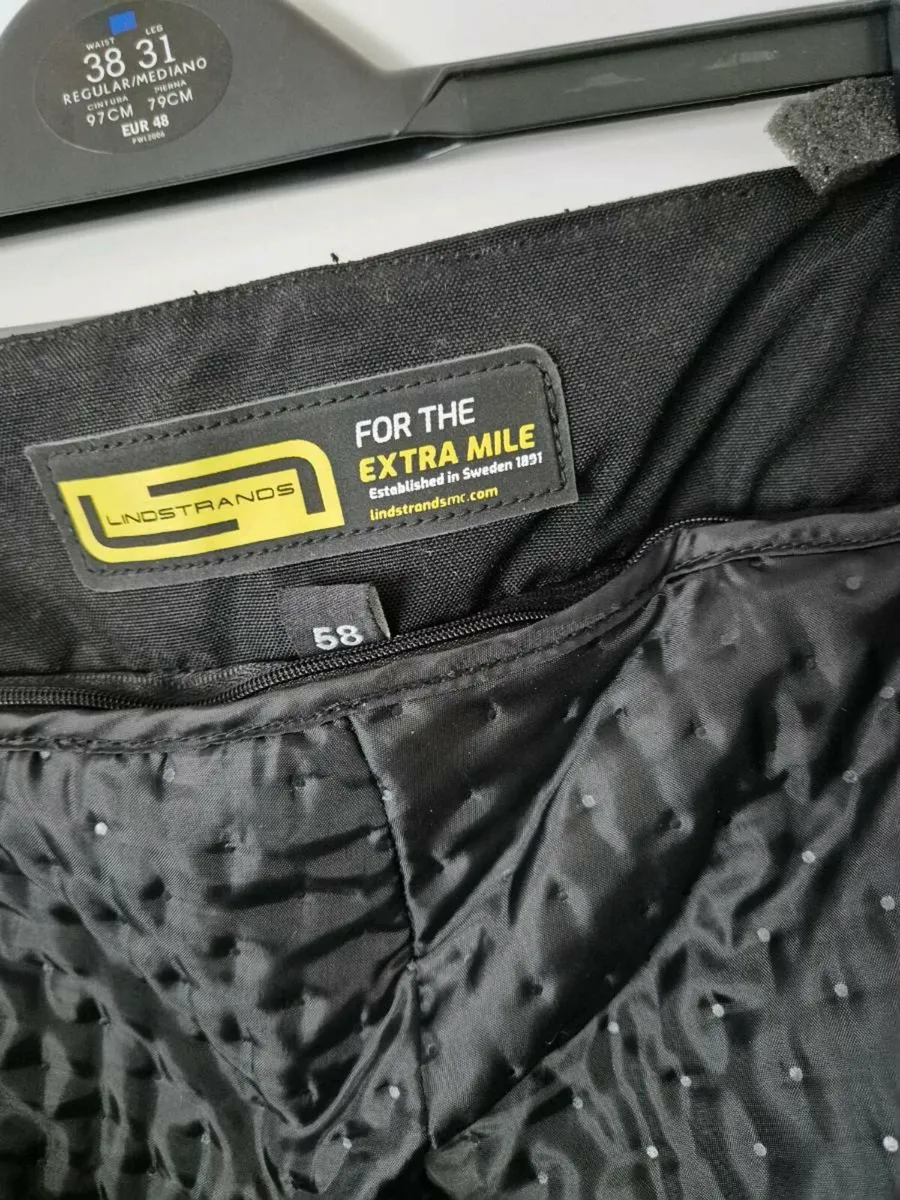 WAIST LEG
38 31
REGULAR/MEDIANO
CINTURA PIERNA
97CM 79CM
EUR 48
PWI2006
LINDSTRANDS
FOR THE
EXTRA MILE
Established in Sweden 1891
lindstrandsmc.com
58